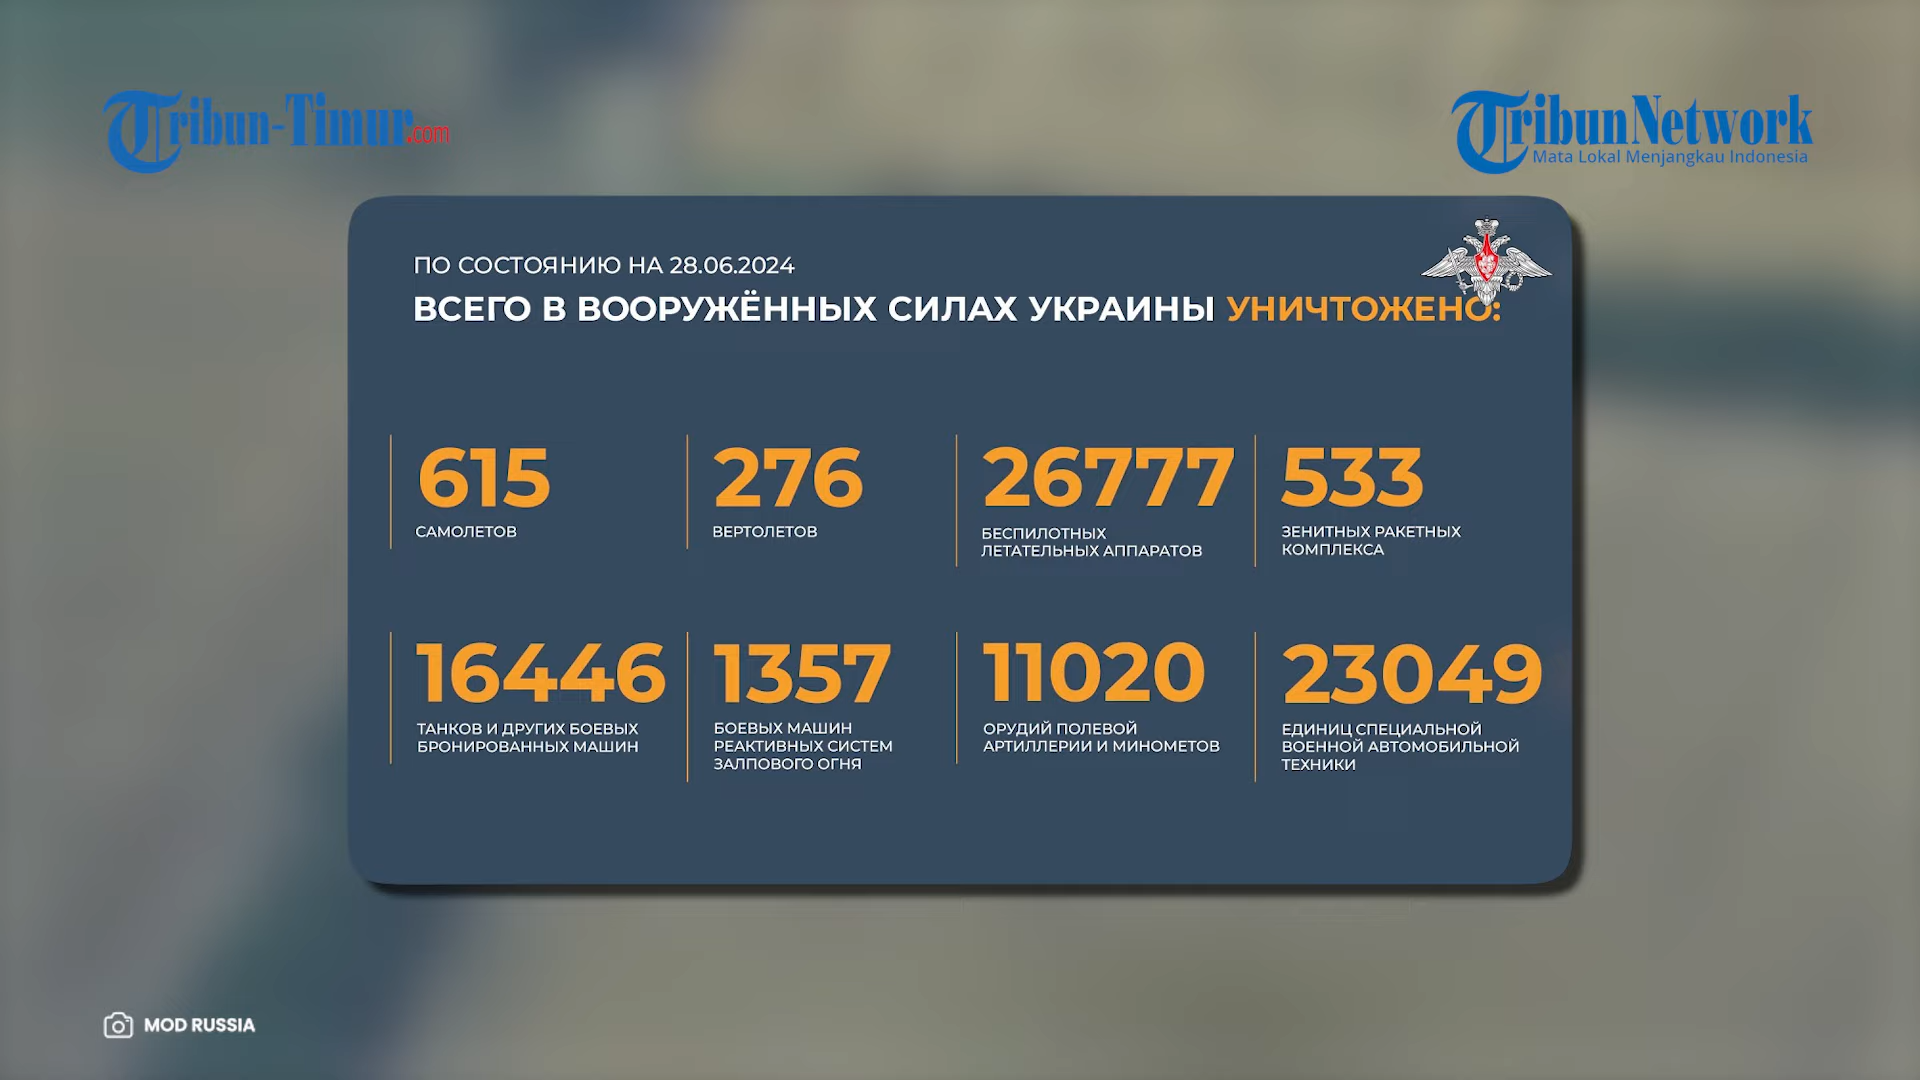 Tribun-Timur.com
TribunNetwork
Mata Lokal Menjangkau Indonesia
ПО СОСТОЯНИЮ НА 28.06.2024
ВСЕГО В ВООРУЖЁННЫХ СИЛАХ УКРАИНЫ УНИЧТОЖЕНО:
615
САМОЛЕТОВ
276
ВЕРТОЛЕТОВ
26777
БЕСПИЛОТНЫХ
ЛЕТАТЕЛЬНЫХ АППАРАТОВ
533
ЗЕНИТНЫХ РАКЕТНЫХ
КОМПЛЕКСА
16446
ТАНКОВ И ДРУГИХ БОЕВЫХ
БРОНИРОВАННЫХ МАШИН
1357
БОЕВЫХ МАШИН
РЕАКТИВНЫХ СИСТЕМ
ЗАЛПОВОГО ОГНЯ
11020
ОРУДИЙ ПОЛЕВОЙ
АРТИЛЛЕРИИ И МИНОМЕТОВ
23049
ЕДИНИЦ СПЕЦИАЛЬНОЙ
ВОЕННОЙ АВТОМОБИЛЬНОЙ
ТЕХНИКИ
MOD RUSSIA